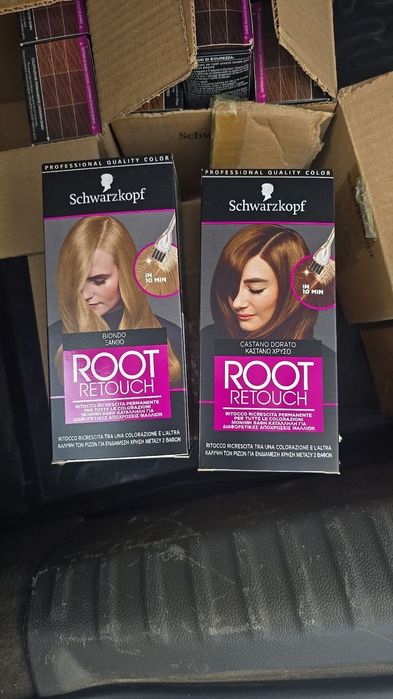 PROFESSIONAL QUALITY COLOR
Schwarzkopf
IN
10 MIN
BIONDO
ΞΑΝΘΟ
ROOT
RETOUCH
RITOCCO RICRESCITA PERMANENTE
PER TUTTE LE COLORAZIONI
ΜΟΝΙΜΗ ΒΑΦΗ ΚΑΤΑΛΛΗΛΗ ΓΙΑ
ΔΙΑΦΟΡΕΤΙΚΕΣ ΑΠΟΧΡΩΣΕΙΣ ΜΑΛΛΙΩΝ
RITOCCO RICRESCITA TRA UNA COLORAZIONE E L'ALTRA
ΚΑΛΥΨΗ ΤΩΝ ΡΙΖΩΝ ΓΙΑ ΕΝΔΙΑΜΕΣΗ ΧΡΗΣΗ ΜΕΤΑΞΥ 2 ΒΑΦΩΝ
PROFESSIONAL QUALITY COLOR
Schwarzkopf
IN
10 MIN
CASTANO DORATO
ΚΑΣΤΑΝΟ ΧΡΥΣΟ
ROOT
RETOUCH
RITOCCO RICRESCITA PERMANENTE
PER TUTTE LE COLORAZIONI
ΜΟΝΙΜΗ ΒΑΦΗ ΚΑΤΑΛΛΗΛΗ ΓΙΑ
ΔΙΑΦΟΡΕΤΙΚΕΣ ΑΠΟΧΡΩΣΕΙΣ ΜΑΛΛΙΩΝ
RITOCCO RICRESCITA TRA UNA COLORAZIONE E L'ALTRA
ΚΑΛΥΨΗ ΤΩΝ ΡΙΖΩΝ ΓΙΑ ΕΝΔΙΑΜΕΣΗ ΧΡΗΣΗ ΜΕΤΑΞΥ 2 ΒΑΦΩΝ